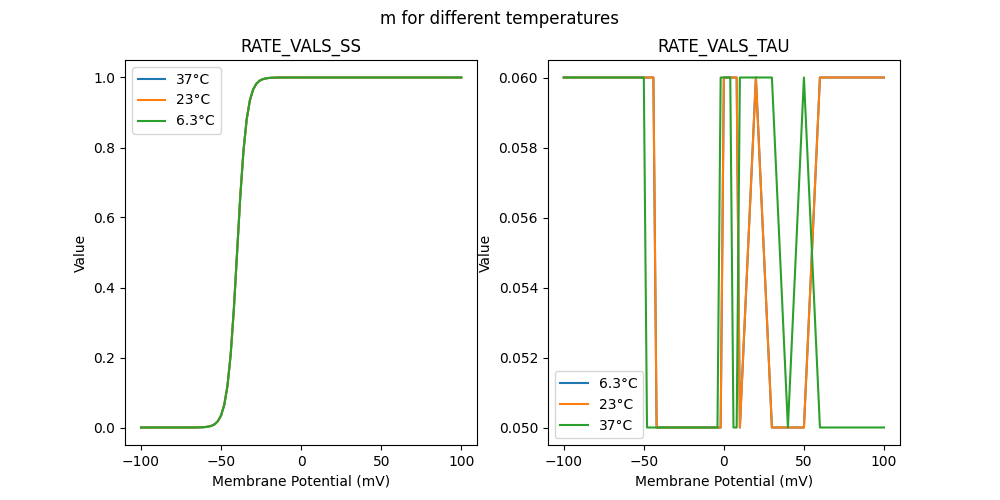 m for different temperatures
RATE_VALS_SS
1.0
0.8
0.6
0.4
0.2
0.0
Value
37°C
23°C
6.3°C
−100
−50
0
50
100
Membrane Potential (mV)
RATE_VALS_TAU
0.060
0.058
0.056
0.054
0.052
0.050
Value
6.3°C
23°C
37°C
−100
−50
0
50
100
Membrane Potential (mV)